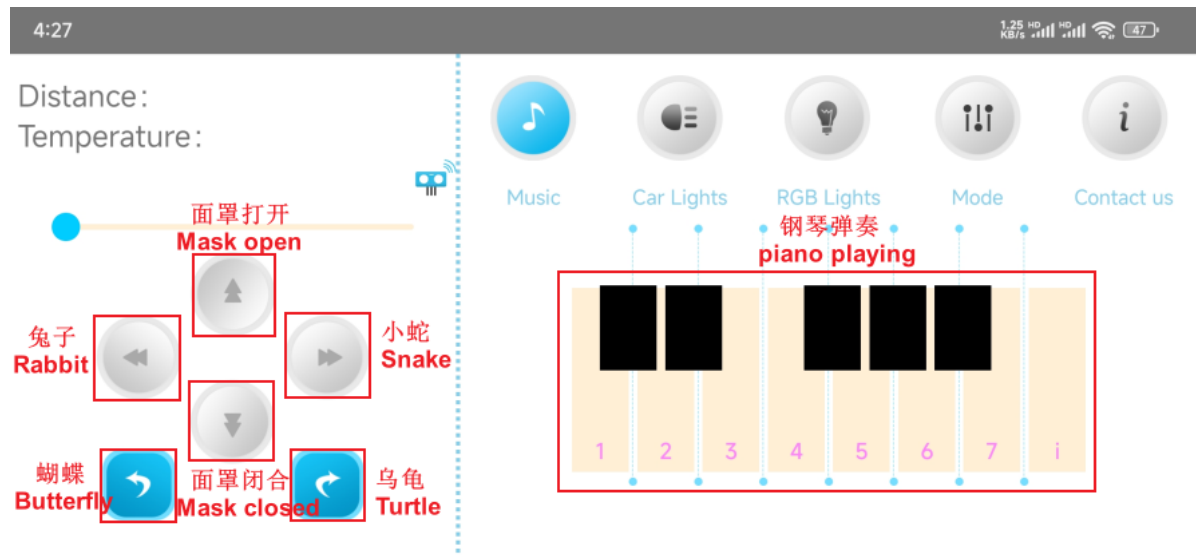 4:27
1.25 KB/s HD HD 47
Distance:
Temperature:
Music
Car Lights
RGB Lights
Mode
Contact us
面罩打开
Mask open
钢琴弹奏
piano playing
兔子
Rabbit
小蛇
Snake
蝴蝶
Butterfly
面罩闭合
Mask closed
乌龟
Turtle
1 2 3 4 5 6 7 i